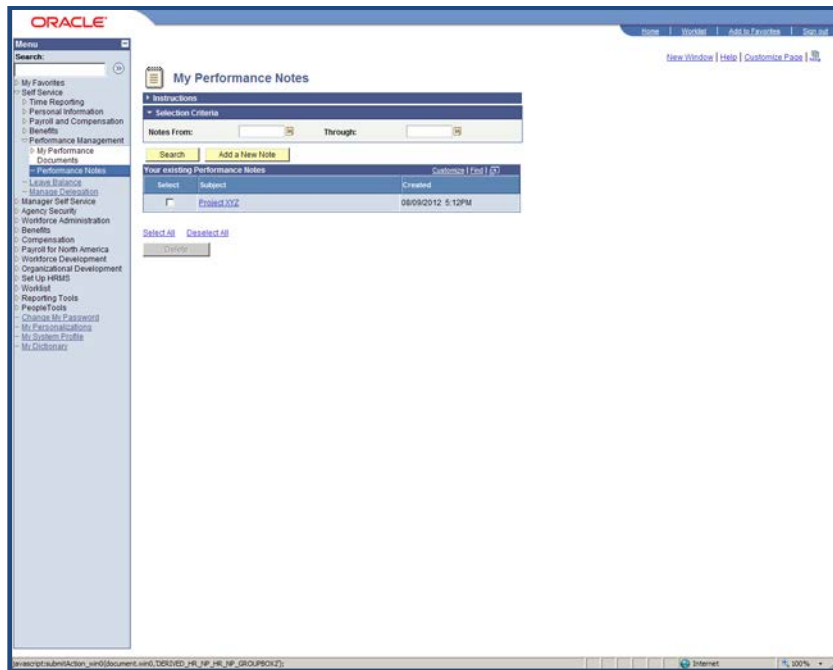 ORACLE
Home | Worklist | Add to Favorites | Sign out
Menu
Search:
New Window | Help | Customize Page |
My Favorites
Self Service
Time Reporting
Personal Information
Payroll and Compensation
Benefits
Performance Management
My Performance
Documents
Performance Notes
Leave Balance
Manage Delegation
Manager Self Service
Agency Security
Workforce Administration
Benefits
Compensation
Payroll for North America
Workforce Development
Organizational Development
Set Up HRMS
Worklist
Reporting Tools
PeopleTools
Change My Password
My Personalizations
My System Profile
My Dictionary
My Performance Notes
Instructions
Selection Criteria
Notes From: Through:
Search Add a New Note
Your existing Performance Notes Customize | Find |
Select Subject Created
Project XYZ 08/09/2012 5:12PM
Select All Deselect All
Delete
javascript:submitAction_win0(document.win0,'DERIVED_HR_NP_HR_NP_GROUPBOX2'); Internet 100%